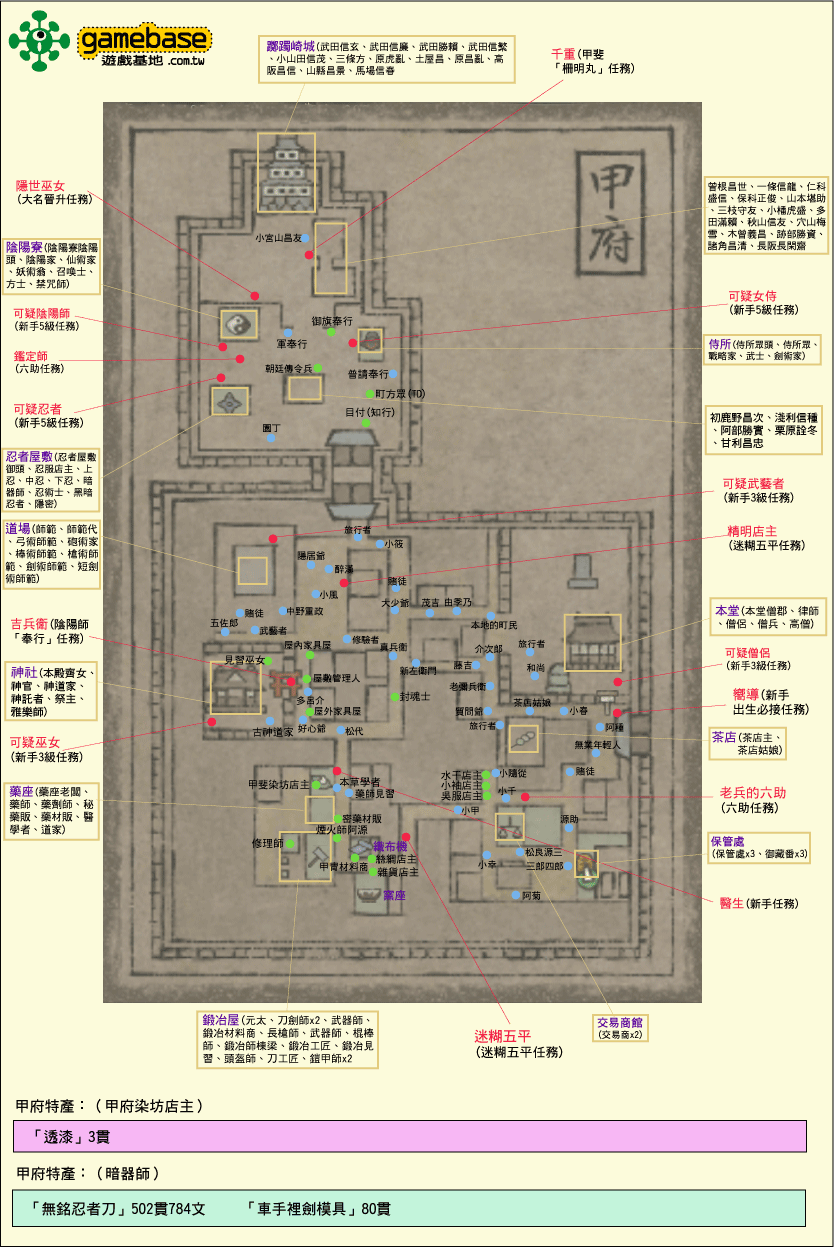 gamebase
遊戲基地 .com.tw
躑躅崎城(武田信玄、武田信廉、武田勝賴、武田信繁
、小山田信茂、三條方、原虎亂、土屋昌、原昌亂、高
阪昌信、山縣昌景、馬場信春
千重(甲斐
「柵明丸」任務)
甲府
隱世巫女
(大名晉升任務)
曾根昌世、一條信龍、仁科
盛信、保科正俊、山本堪助
、三枝守友、小橘虎盛、多
田滿賴、秋山信友、穴山梅
雪、木曾義昌、跡部勝資、
諸角昌清、長阪長閑齋
小宮山昌友
陰陽寮(陰陽寮陰陽
頭、陰陽家、仙術家
、妖術翁、召喚士、
方士、禁咒師)
可疑女侍
(新手5級任務)
可疑陰陽師
(新手5級任務)
御旗奉行
軍奉行
侍所(侍所眾頭、侍所眾、
戰略家、武士、劍術家)
鑑定師
(六助任務)
朝廷傳令兵
普請奉行
町方眾(TD)
目付(知行)
可疑忍者
(新手5級任務)
初鹿野昌次、淺利信種
、阿部勝寳、栗原詮冬
、甘利昌忠
園丁
忍者屋敷(忍者屋敷
御頭、忍服店主、上
忍、中忍、下忍、暗
器師、忍術士、黑暗
忍者、隱密)
可疑武藝者
(新手3級任務)
道場(師範、師範代
、弓術師範、砲術家
、棒術師範、槍術師
範、劍術師範、短劍
術師範)
旅行者
小筱
精明店主
(迷糊五平任務)
隱居爺
醉漢
賭徒
小風
大少爺
茂吉
由季乃
賭徒
中野重政
五佐郎
武藝者
本地的町民
本堂(本堂僧郡、律師
、僧侶、僧兵、高僧)
吉兵衛(陰陽師
「奉行」任務)
修驗者
屋內家具屋
真兵衛
介次郎
旅行者
見習巫女
新左衛門
藤吉
和尚
可疑僧侶
(新手3級任務)
神社(本殿齋女、
神官、神道家、
神託者、祭主、
雅樂師)
屋敷管理人
老彌兵衛
多呂介
封魂士
嚮導(新手
出生必接任務)
屋外家具屋
質問爺
茶店姑娘
小春
古神道家
好心爺
松代
旅行者
阿種
可疑巫女
(新手3級任務)
無業年輕人
茶店(茶店主、
茶店姑娘)
本草學者
水干店主
小隨從
賭徒
甲斐染坊店主
藥師見習
小袖店主
小千
吳服店主
藥座(藥座老闆、
藥師、藥劑師、秘
藥販、藥材販、醫
學者、道家)
老兵的六助
(六助任務)
小甲
密藥材販
煙火師阿源
源助
修理師
織布機
絲綢店主
甲冑材料商
雜貨店主
松良源三
小幸
三郎四郎
保管處
(保管處x3、御藏番x3)
窯座
阿菊
醫生(新手任務)
鍛冶屋(元太、刀劍師x2、武器師、
鍛冶材料商、長槍師、武器師、棍棒
師、鍛冶師棟梁、鍛冶工匠、鍛冶見
習、頭盔師、刀工匠、鎧甲師x2
迷糊五平
(迷糊五平任務)
交易商館
(交易商x2)
甲府特產：(甲府染坊店主)
「透漆」3貫
甲府特產：(暗器師)
「無銘忍者刀」502貫784文 「車手裡劍模具」80貫